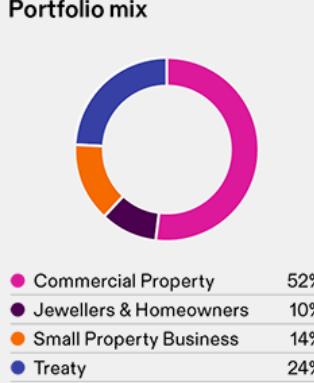 Portfolio mix
Commercial Property 52%
Jewellers & Homeowners 10%
Small Property Business 14%
Treaty 24%